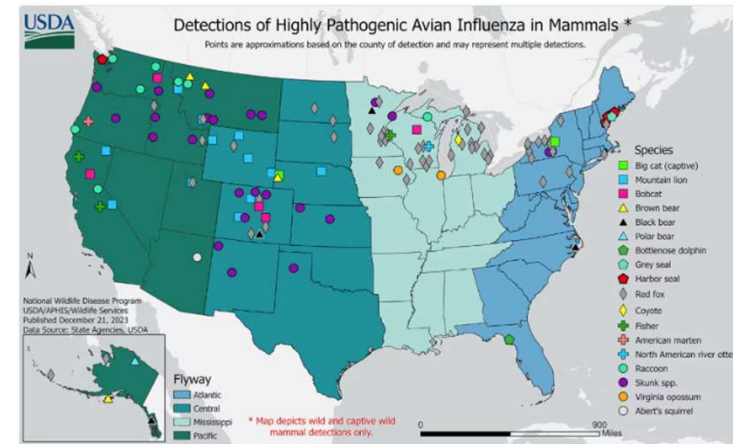 USDA
Detections of Highly Pathogenic Avian Influenza in Mammals *
Points are approximations based on the county of detection and may represent multiple detections.
Species
Big cat (captive)
Mountain lion
Bobcat
Brown bear
Black bear
Polar bear
Bottlenose dolphin
Grey seal
Harbor seal
Red fox
Coyote
Fisher
American marten
North American river otte
Raccoon
Skunk spp.
Virginia opossum
Abert's squirrel
N
National Wildlife Disease Program
USDA/APHIS/Wildlife Services
Published December 21, 2023
Data Source: State Agencies, USDA
Flyway
Atlantic
Central
Mississippi
Pacific
* Map depicts wild and captive wild
mammal detections only.
0 900
Miles